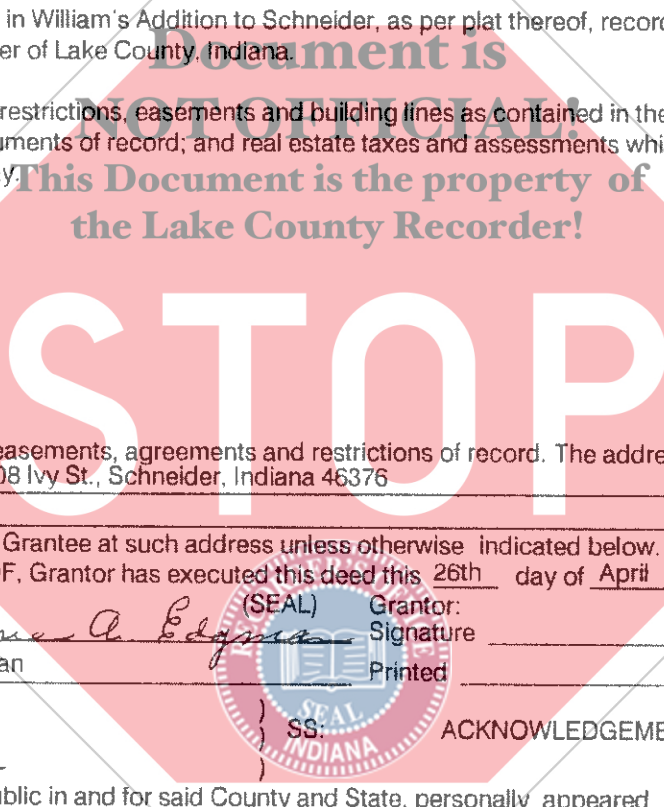 in William's Addition to Schneider, as per plat thereof, record
er of Lake County, Indiana.
Document is
restrictions, easements and building lines as contained in the
NOT OFFICIAL!
uments of record; and real estate taxes and assessments whi
y.
This Document is the property of
the Lake County Recorder!
STOP
easements, agreements and restrictions of record. The addre
08 Ivy St., Schneider, Indiana 46376
Grantee at such address unless otherwise indicated below.
OF, Grantor has executed this deed this 26th day of April
(SEAL) Grantor:
A. Edgman Signature
an Printed
RECORDER'S OFFICE
SEAL
INDIANA
) SS: ACKNOWLEDGEME
)
ublic in and for said County and State, personally appeared